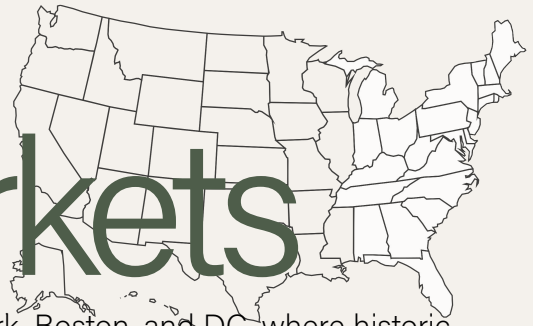 rkets
rk, Boston, and DC, where historic